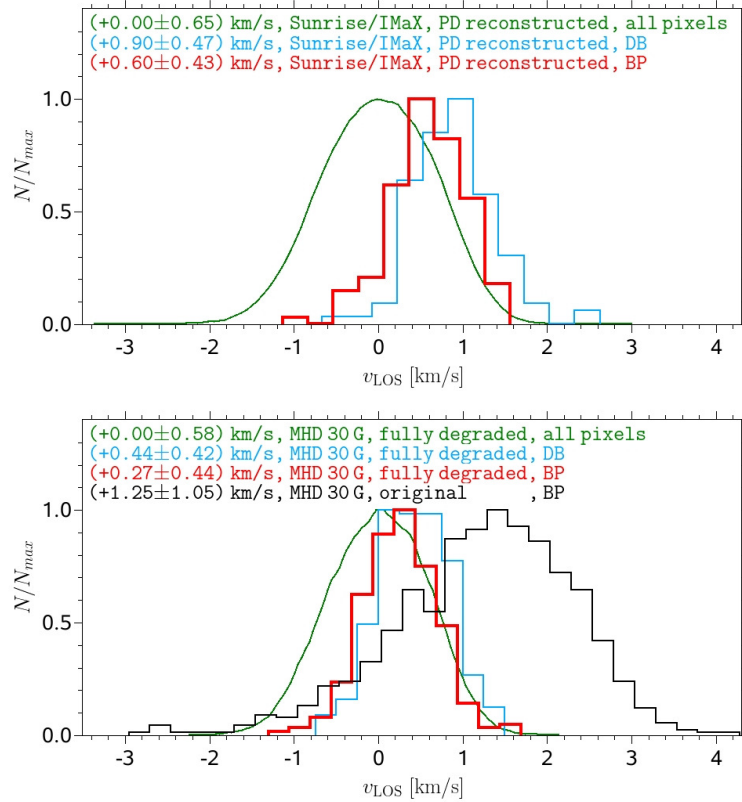 (+0.00±0.65) km/s, Sunrise/IMaX, PD reconstructed, all pixels
(+0.90±0.47) km/s, Sunrise/IMaX, PD reconstructed, DB
(+0.60±0.43) km/s, Sunrise/IMaX, PD reconstructed, BP
1.0
0.5
0.0
N/Nmax
-3 -2 -1 0 1 2 3 4
vLOS [km/s]
(+0.00±0.58) km/s, MHD 30 G, fully degraded, all pixels
(+0.44±0.42) km/s, MHD 30 G, fully degraded, DB
(+0.27±0.44) km/s, MHD 30 G, fully degraded, BP
(+1.25±1.05) km/s, MHD 30 G, original , BP
1.0
0.5
0.0
N/Nmax
-3 -2 -1 0 1 2 3 4
vLOS [km/s]